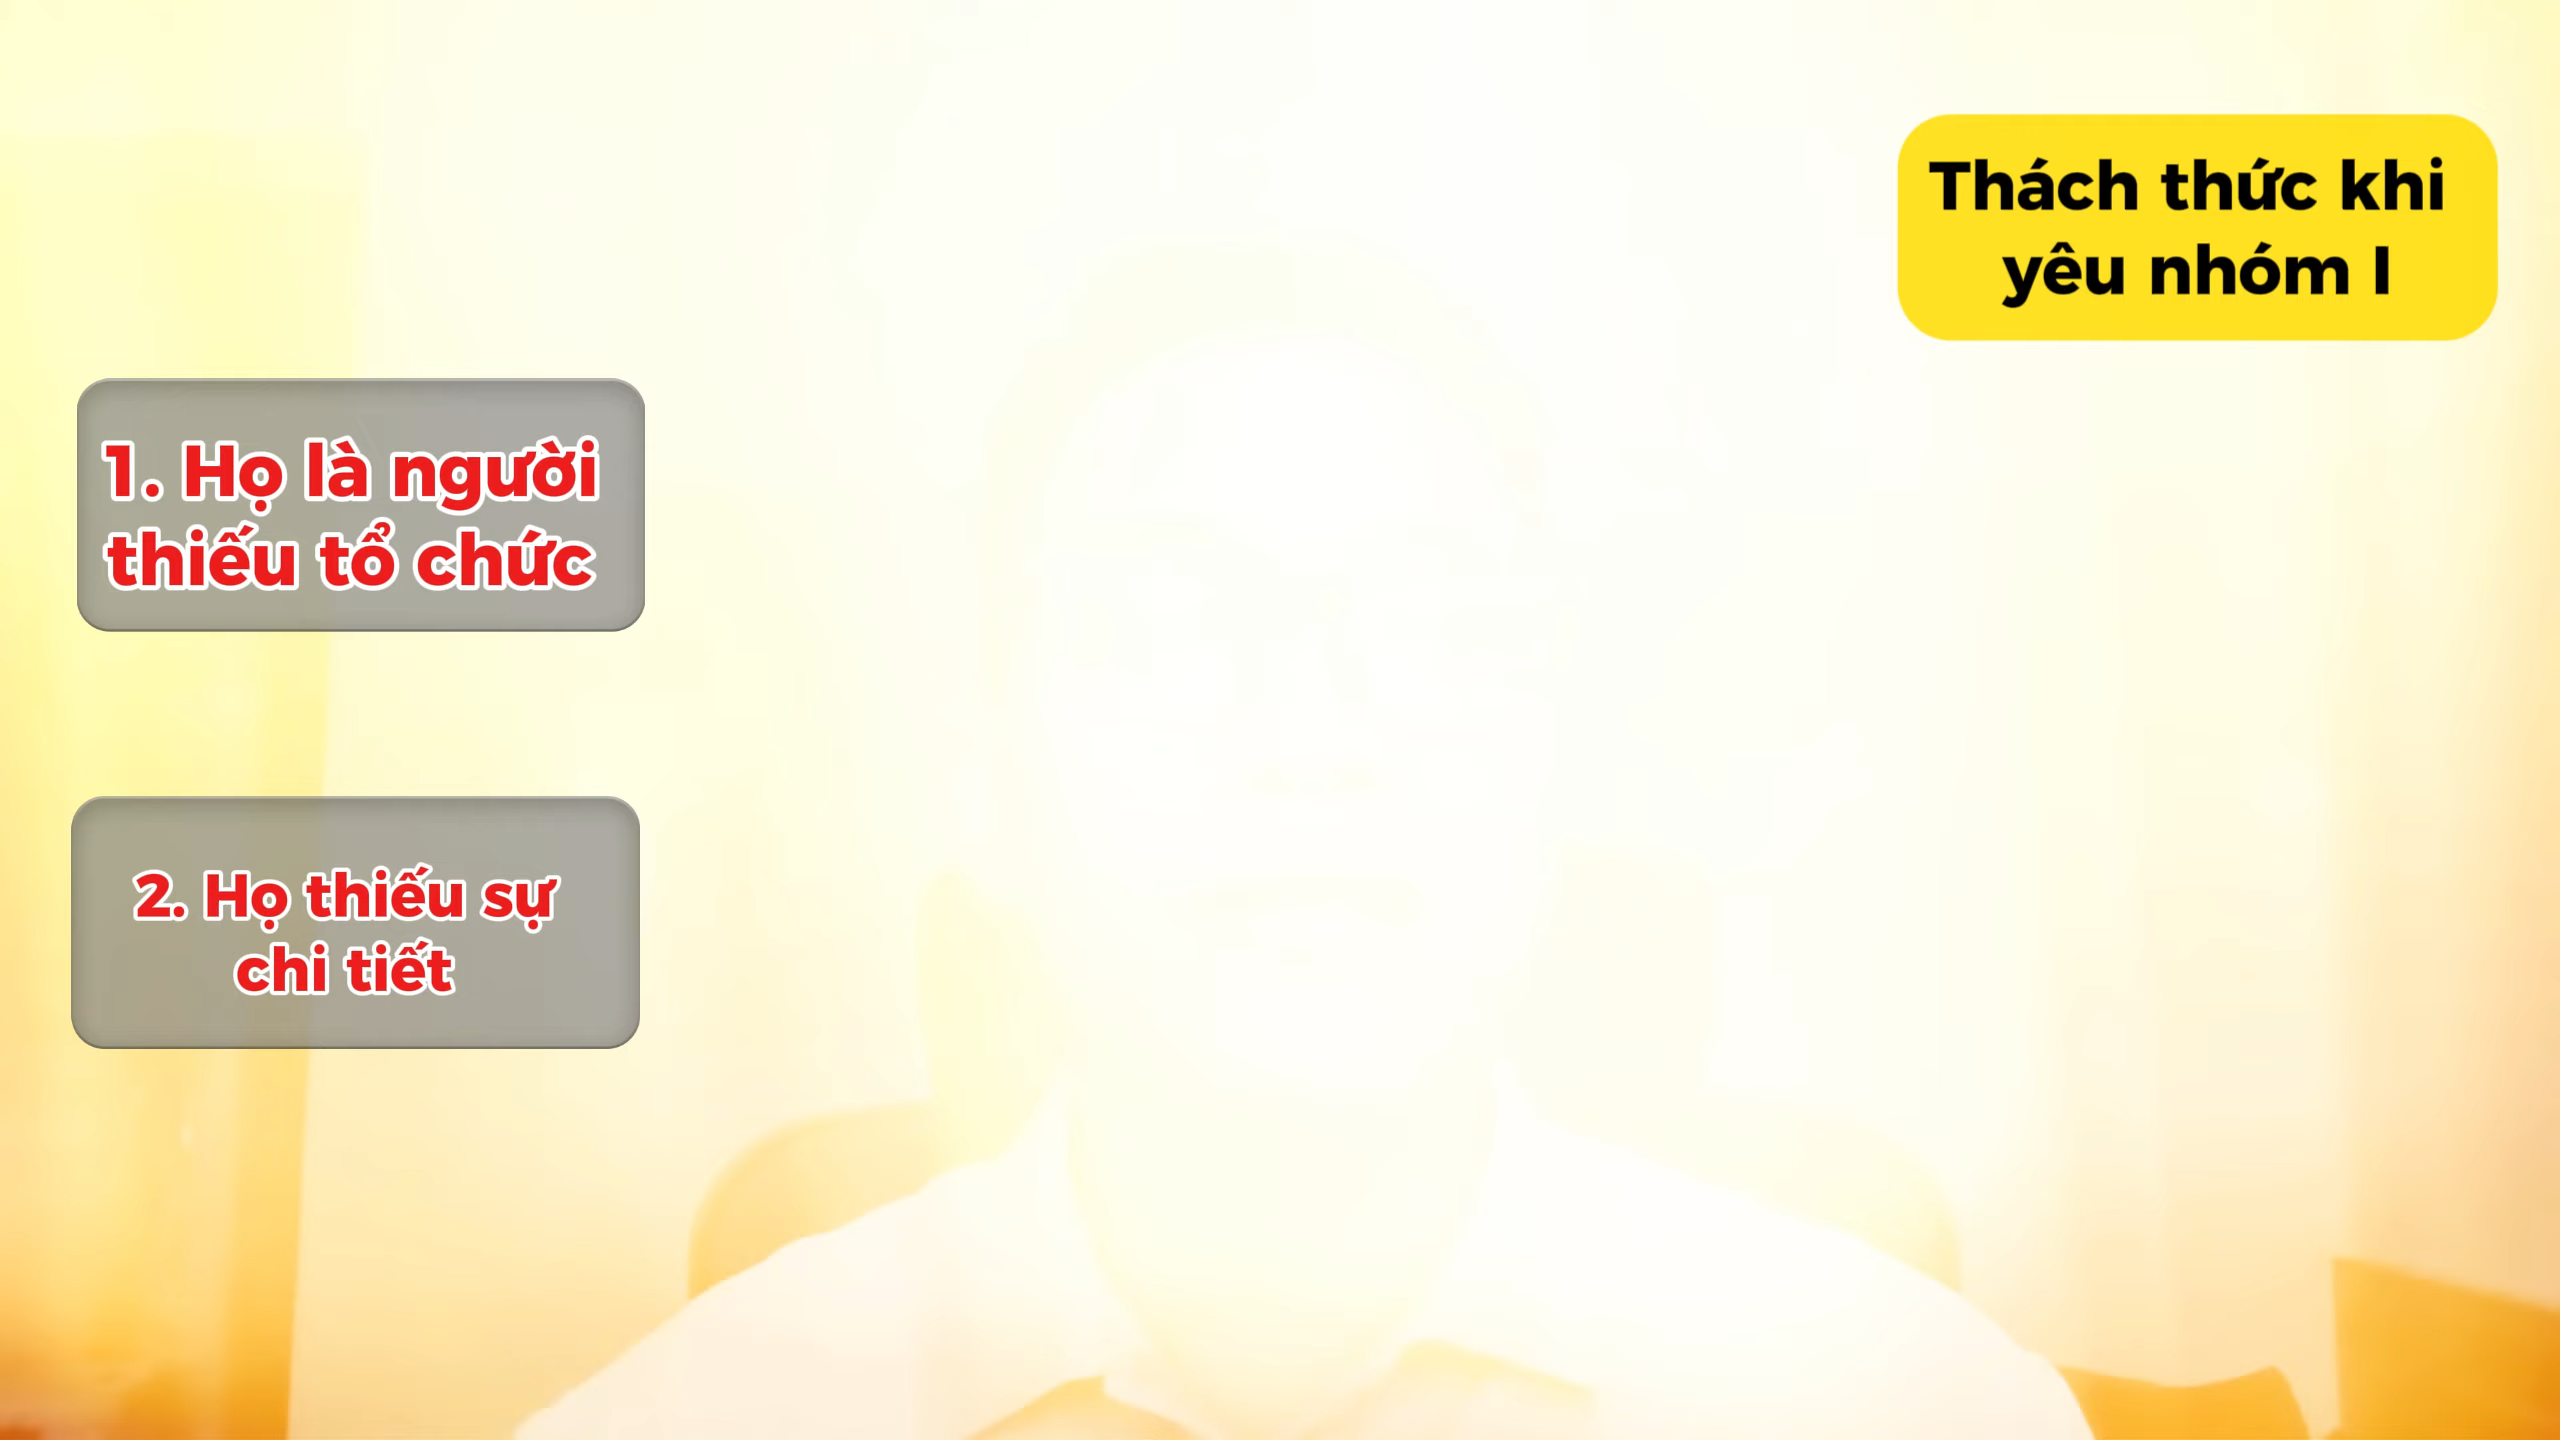 Thách thức khi
yêu nhóm I
1. Họ là người
thiếu tổ chức
2. Họ thiếu sự
chi tiết